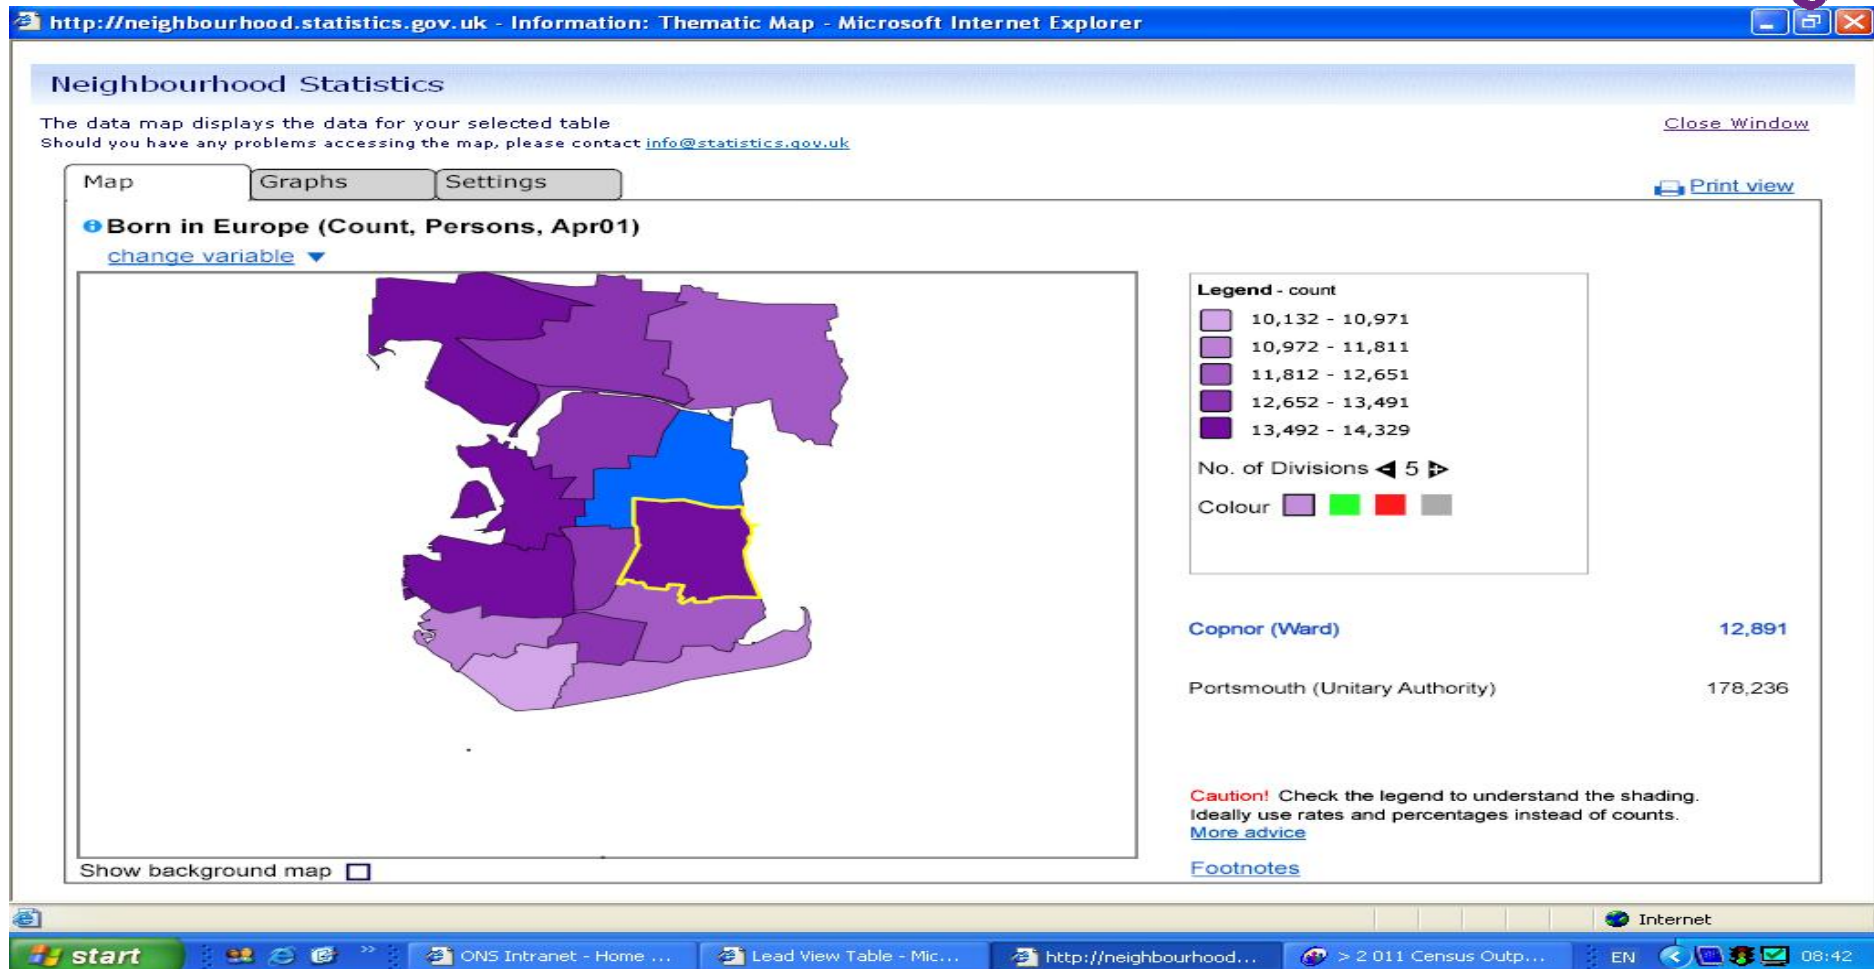 http://neighbourhood.statistics.gov.uk - Information: Thematic Map - Microsoft Internet Explorer
Neighbourhood Statistics
The data map displays the data for your selected table
Close Window
Should you have any problems accessing the map, please contact info@statistics.gov.uk
Map Graphs Settings
Print view
Born in Europe (Count, Persons, Apr01)
change variable
Legend - count
10,132 - 10,971
10,972 - 11,811
11,812 - 12,651
12,652 - 13,491
13,492 - 14,329
No. of Divisions 5
Colour
Copnor (Ward) 12,891
Portsmouth (Unitary Authority) 178,236
Caution! Check the legend to understand the shading.
Ideally use rates and percentages instead of counts.
More advice
Show background map
Footnotes
Internet
start ONS Intranet - Home ... Lead View Table - Mic... http://neighbourhood... > 2 011 Census Outp... EN 08:42